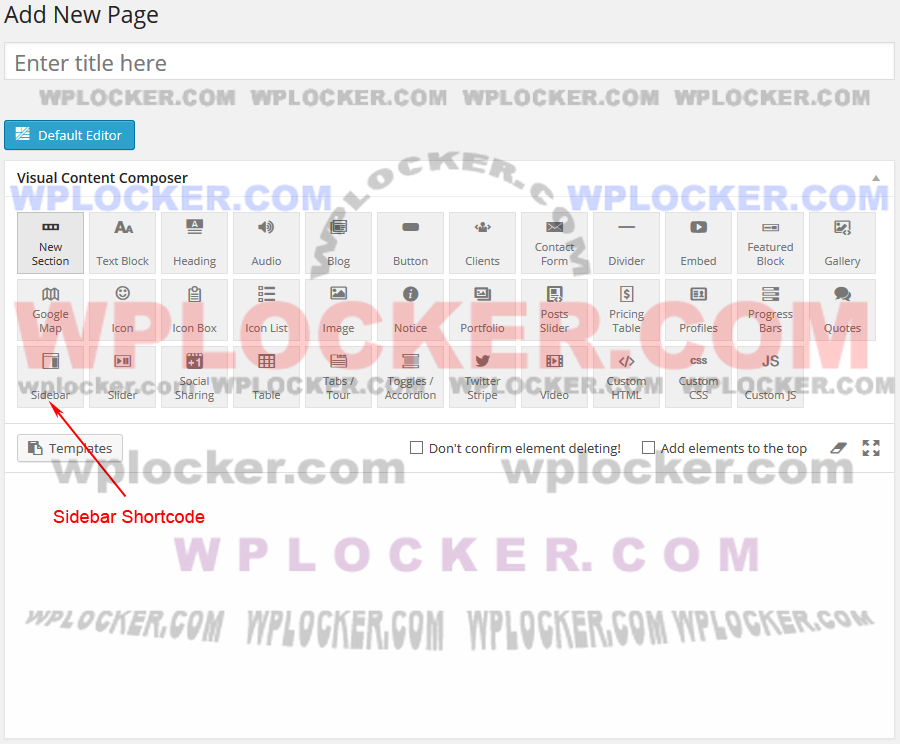 Add New Page
Enter title here
WPLOCKER.COM WPLOCKER.COM WPLOCKER.COM WPLOCKER.COM
Default Editor
WPLOCKER.COM
Visual Content Composer
WPLOCKER.COM WPLOCKER.COM
New Section
Text Block
Heading
Audio
Blog
Button
Clients
Contact Form
Divider
Embed
Featured Block
Gallery
Google Map
Icon
Icon Box
Icon List
Image
Notice
Portfolio
Posts Slider
Pricing Table
Profiles
Progress Bars
Quotes
WPLOCKER.COM
Sidebar
Slider
Social Sharing
Table
Tabs / Tour
Toggles / Accordion
Twitter Stripe
Video
Custom HTML
css Custom CSS
JS Custom JS
wplocker.com WPLOCKER.COM WPLOCKER.COM WPLOCKER.COM
Templates Don't confirm element deleting! Add elements to the top
wplocker.com wplocker.com
Sidebar Shortcode
WPLOCKER.COM
WPLOCKER.COM WPLOCKER.COM WPLOCKER.COM WPLOCKER.COM